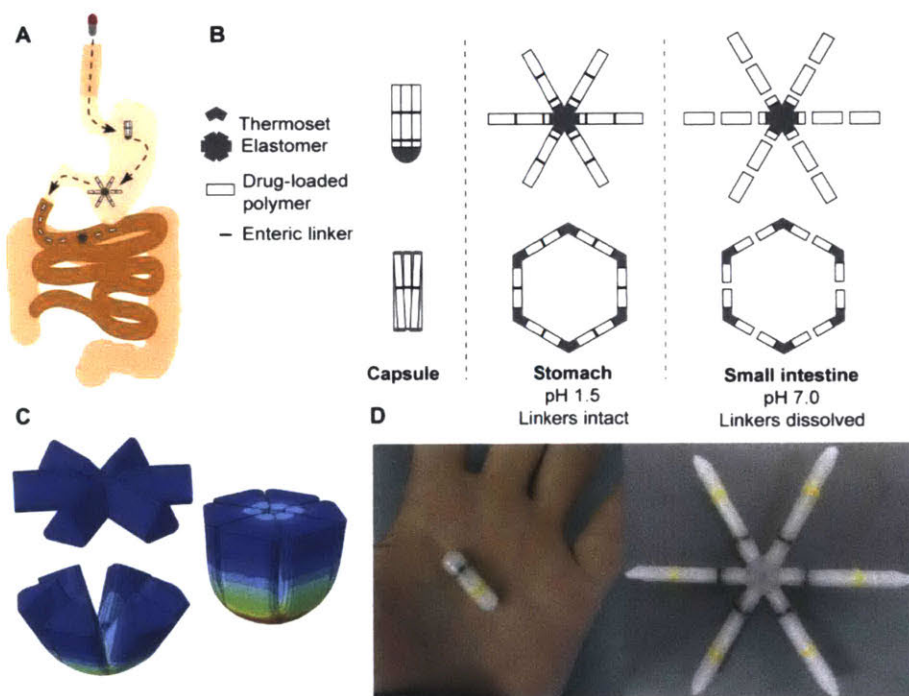 A
B
Thermoset
Elastomer
Drug-loaded
polymer
Enteric linker
Capsule
Stomach
pH 1.5
Linkers intact
Small intestine
pH 7.0
Linkers dissolved
C
D